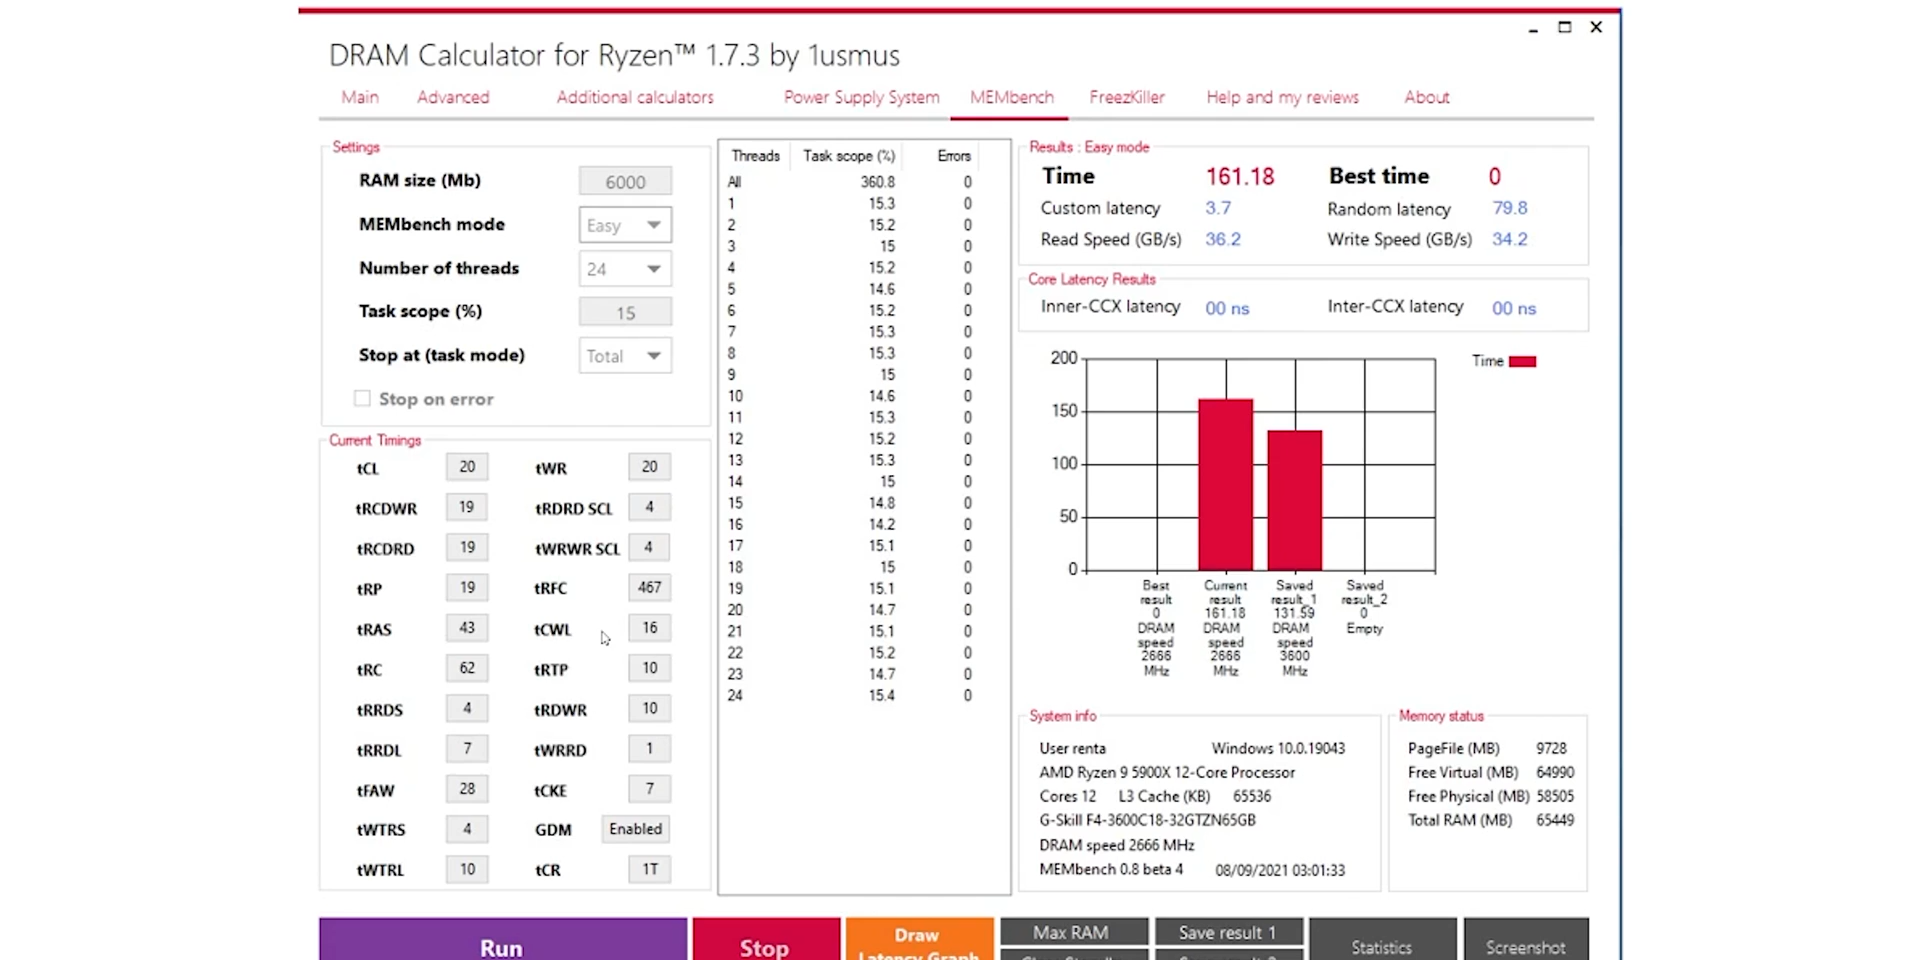 DRAM Calculator for Ryzen™ 1.7.3 by 1usmus
Main Advanced Additional calculators Power Supply System MEMbench FreezKiller Help and my reviews About
Settings
RAM size (Mb) 6000
MEMbench mode Easy
Number of threads 24
Task scope (%) 15
Stop at (task mode) Total
Stop on error
Current Timings
tCL 20 tWR 20
tRCDWR 19 tRDRD SCL 4
tRCDRD 19 tWRWR SCL 4
tRP 19 tRFC 467
tRAS 43 tCWL 16
tRC 62 tRTP 10
tRRDS 4 tRDWR 10
tRRDL 7 tWRRD 1
tFAW 28 tCKE 7
tWTRS 4 GDM Enabled
tWTRL 10 tCR 1T
Threads Task scope (%) Errors
All 360.8 0
1 15.3 0
2 15.2 0
3 15 0
4 15.2 0
5 14.6 0
6 15.2 0
7 15.3 0
8 15.3 0
9 15 0
10 14.6 0
11 15.3 0
12 15.2 0
13 15.3 0
14 15 0
15 14.8 0
16 14.2 0
17 15.1 0
18 15 0
19 15.1 0
20 14.7 0
21 15.1 0
22 15.2 0
23 14.7 0
24 15.4 0
Results : Easy mode
Time 161.18 Best time 0
Custom latency 3.7 Random latency 79.8
Read Speed (GB/s) 36.2 Write Speed (GB/s) 34.2
Core Latency Results
Inner-CCX latency 00 ns Inter-CCX latency 00 ns
Time
200
150
100
50
0
Best Current Saved Saved
result result result_1 result_2
0 161.18 131.59 0
DRAM DRAM DRAM Empty
speed speed speed
2666 2666 3600
MHz MHz MHz
System info
User renta Windows 10.0.19043
AMD Ryzen 9 5900X 12-Core Processor
Cores 12 L3 Cache (KB) 65536
G-Skill F4-3600C18-32GTZN65GB
DRAM speed 2666 MHz
MEMbench 0.8 beta 4 08/09/2021 03:01:33
Memory status
PageFile (MB) 9728
Free Virtual (MB) 64990
Free Physical (MB) 58505
Total RAM (MB) 65449
Run Stop Draw Max RAM Save result 1 Statistics Screenshot
Latency Graph